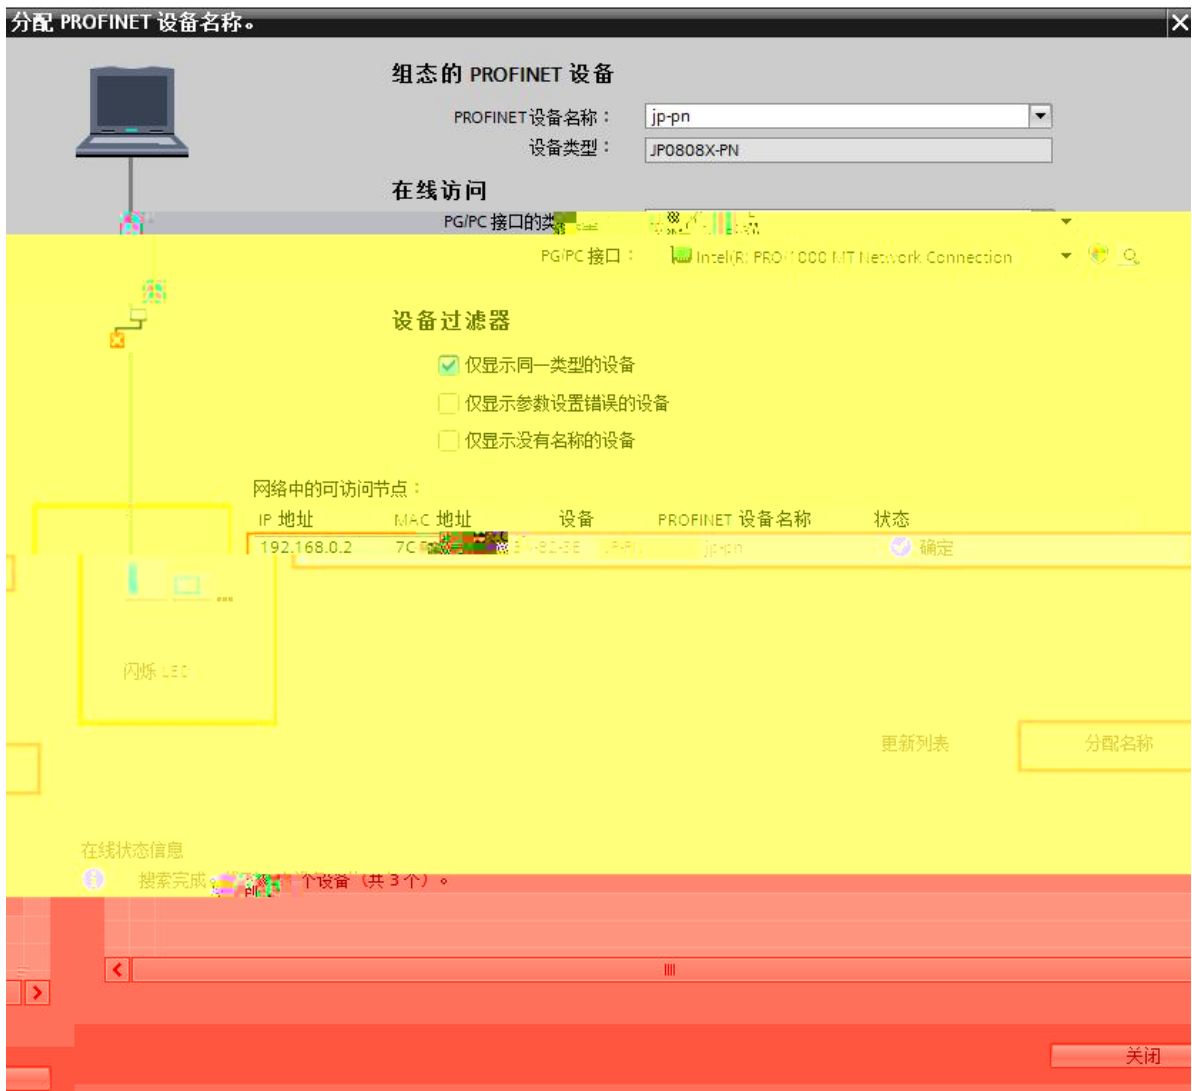 分配 PROFINET 设备名称。
组态的 PROFINET 设备
PROFINET设备名称： jp-pn
设备类型： JP0808X-PN
在线访问
PG/PC 接口的类
PG/PC 接口： Intel(R) PRO/1000 MT Network Connection
设备过滤器
仅显示同一类型的设备
仅显示参数设置错误的设备
仅显示没有名称的设备
网络中的可访问节点：
IP 地址 MAC 地址 设备 PROFINET 设备名称 状态
192.168.0.2 7C jp-pn 确定
闪烁 LED
更新列表 分配名称
在线状态信息
搜索完成。 个设备（共 3 个）。
关闭